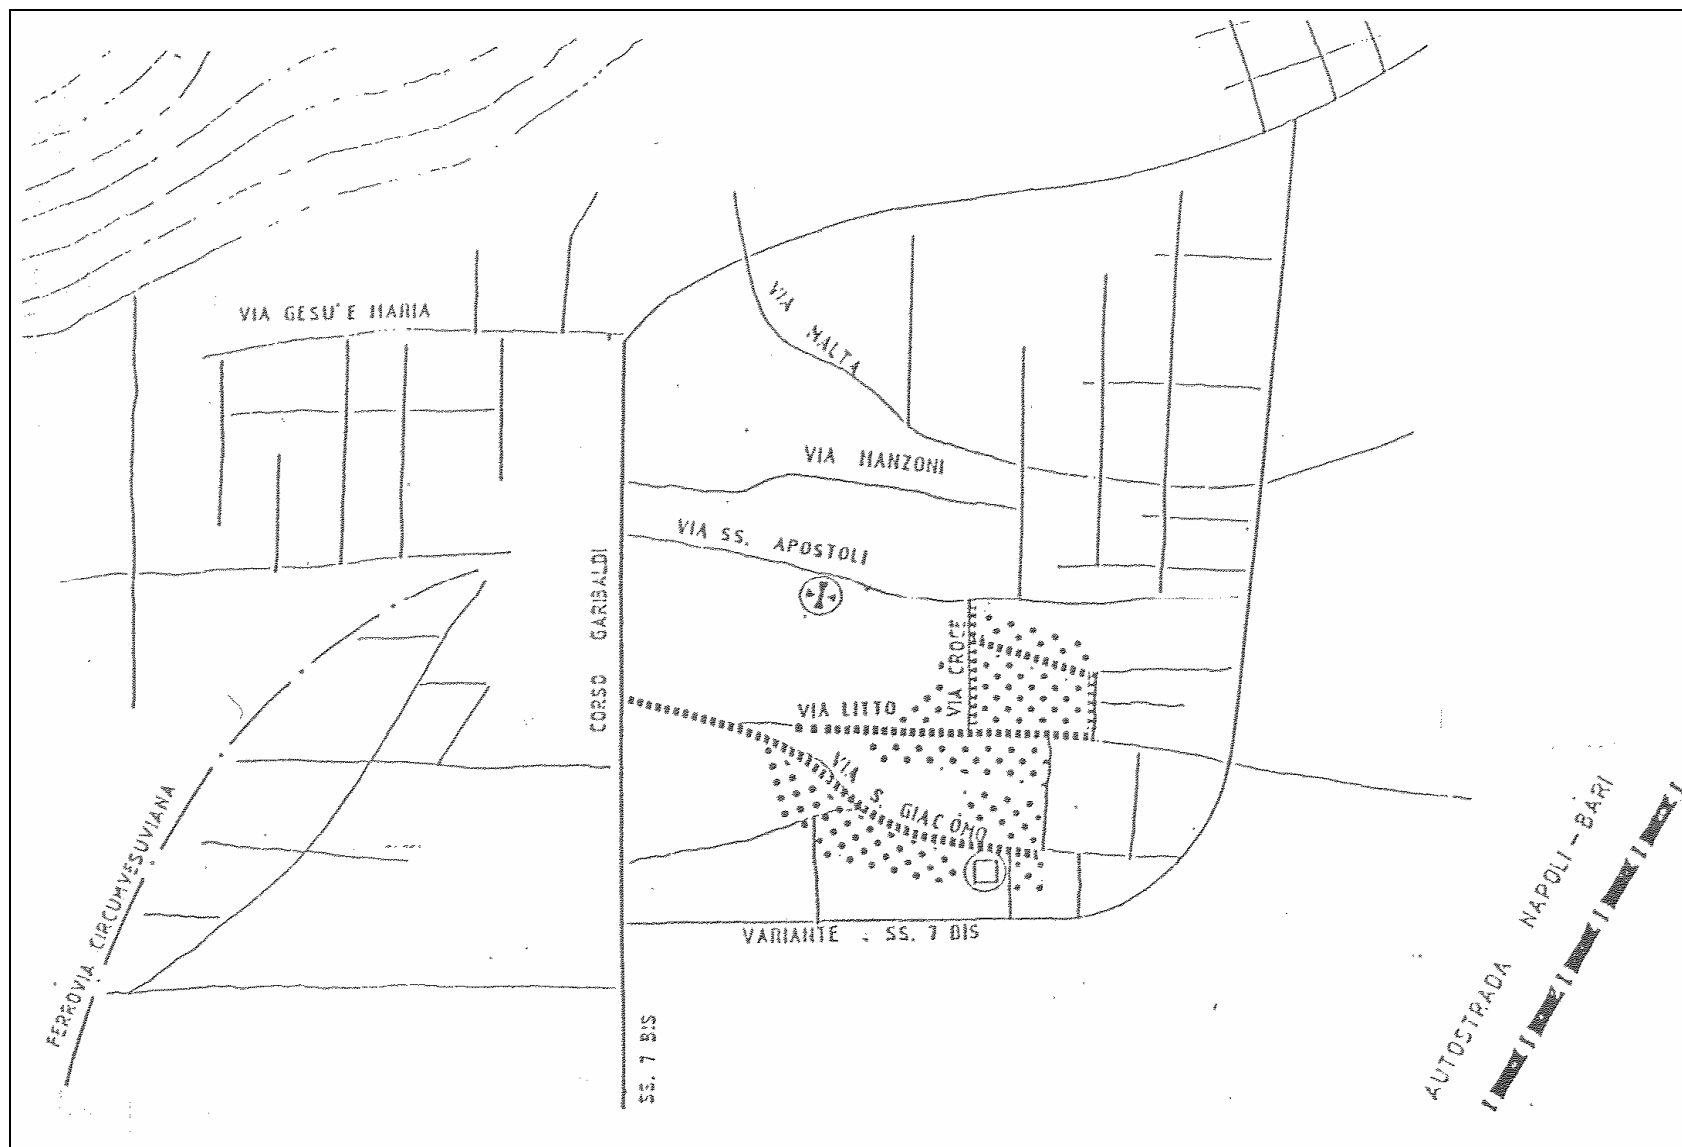 VIA GESU' E MARIA
VIA MALTA
VIA MANZONI
VIA SS. APOSTOLI
CORSO GARIBALDI
VIA CROCE
VIA LITTO
VIA S. GIACOMO
VARIANTE - SS. 7 BIS
SS. 7 BIS
FERROVIA CIRCUMVESUVIANA
AUTOSTRADA NAPOLI-BARI